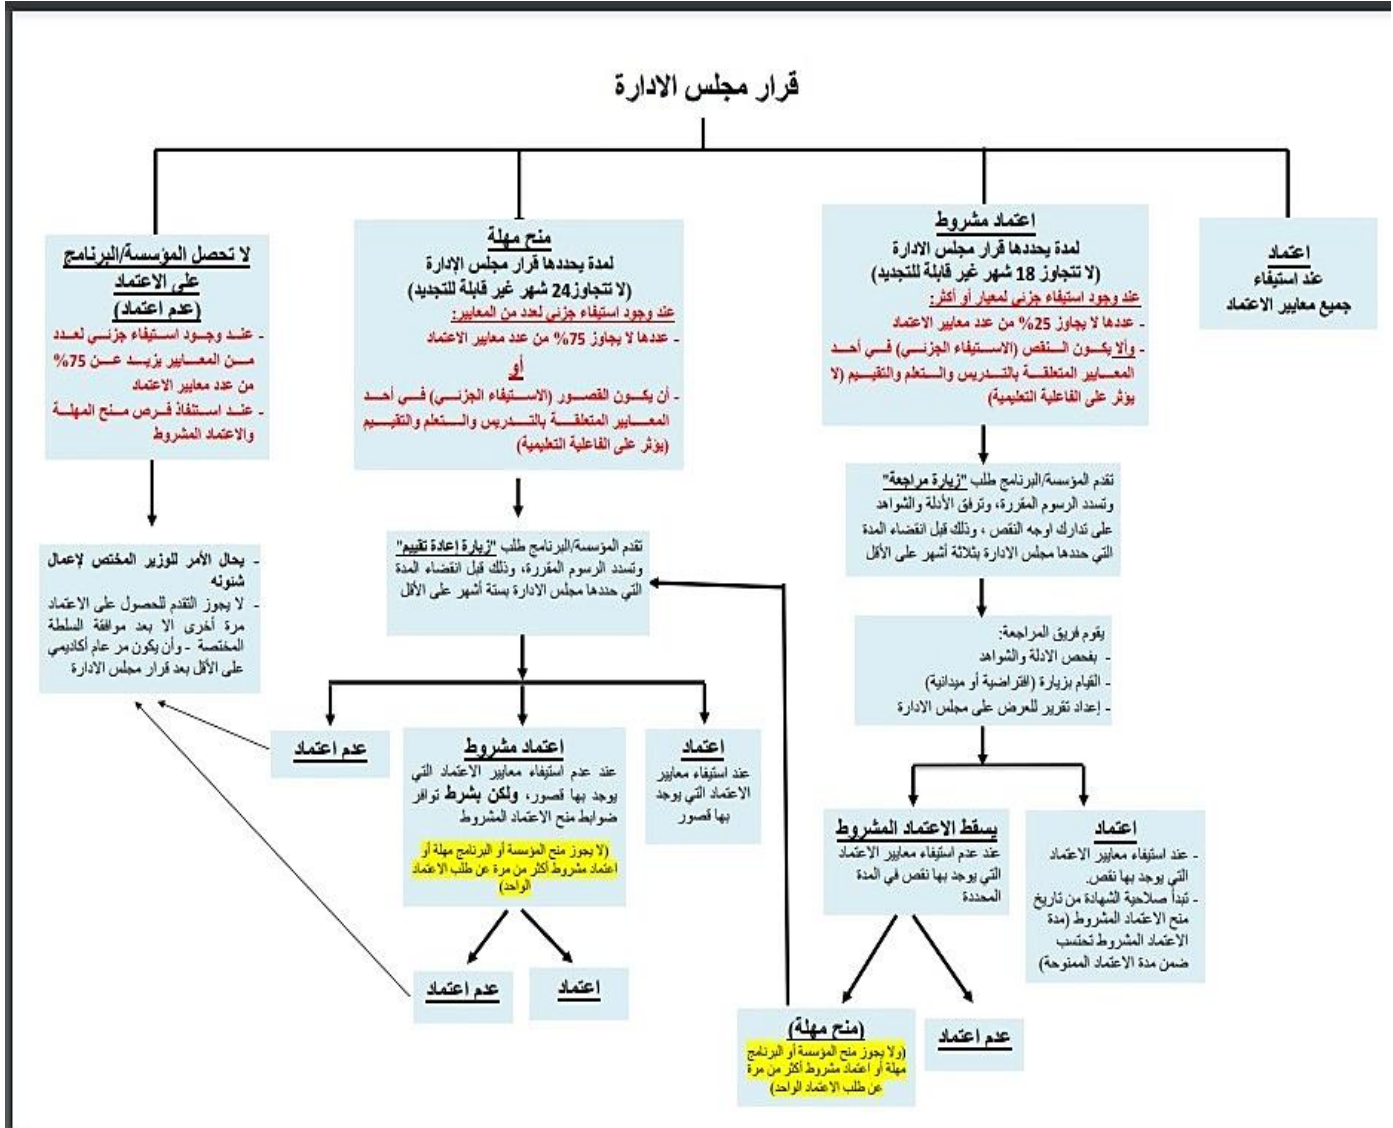 قرار مجلس الادارة
اعتماد
عند استيفاء
جميع معايير الاعتماد
اعتماد مشروط
لمدة يحددها قرار مجلس الادارة
(لا تتجاوز 18 شهر غير قابلة للتجديد)
عند وجود استيفاء جزئي لمعيار أو أكثر:
- عددها لا يجاوز 25% من عدد معايير الاعتماد
- وألا يكون النقص (الاستيفاء الجزئي) في أحد
المعايير المتعلقة بالتدريس والتعلم والتقييم (لا
يؤثر على الفاعلية التعليمية)
تقدم المؤسسة/البرنامج طلب "زيارة مراجعة"
وتسدد الرسوم المقررة، وترفق الأدلة والشواهد
على تدارك اوجه النقص ، وذلك قبل انقضاء المدة
التي حددها مجلس الادارة بثلاثة أشهر على الأقل
يقوم فريق المراجعة:
- بفحص الادلة والشواهد
- القيام بزيارة (افتراضية أو ميدانية)
- إعداد تقرير للعرض على مجلس الادارة
اعتماد
- عند استيفاء معايير الاعتماد
التي يوجد بها نقص.
- تبدأ صلاحية الشهادة من تاريخ
منح الاعتماد المشروط (مدة
الاعتماد المشروط تحتسب
ضمن مدة الاعتماد الممنوحة)
يسقط الاعتماد المشروط
عند عدم استيفاء معايير الاعتماد
التي يوجد بها نقص في المدة
المحددة
عدم اعتماد
(منح مهلة)
(ولا يجوز منح المؤسسة أو البرنامج
مهلة أو اعتماد مشروط أكثر من مرة
عن طلب الاعتماد الواحد)
منح مهلة
لمدة يحددها قرار مجلس الإدارة
(لا تتجاوز24 شهر غير قابلة للتجديد)
عند وجود استيفاء جزئي لعدد من المعايير:
- عددها لا يجاوز 75% من عدد معايير الاعتماد
أو
- أن يكون القصور (الاستيفاء الجزئي) في أحد
المعايير المتعلقة بالتدريس والتعلم والتقييم
(يؤثر على الفاعلية التعليمية)
تقدم المؤسسة/البرنامج طلب "زيارة إعادة تقييم"
وتسدد الرسوم المقررة، وذلك قبل انقضاء المدة
التي حددها مجلس الادارة بستة أشهر على الأقل
اعتماد
عند استيفاء معايير
الاعتماد التي يوجد
بها قصور
اعتماد مشروط
عند عدم استيفاء معايير الاعتماد التي
يوجد بها قصور، ولكن بشرط توافر
ضوابط منح الاعتماد المشروط
(لا يجوز منح المؤسسة أو البرنامج مهلة أو
اعتماد مشروط أكثر من مرة عن طلب الاعتماد
الواحد)
عدم اعتماد
اعتماد
عدم اعتماد
لا تحصل المؤسسة/البرنامج
على الاعتماد
(عدم اعتماد)
- عند وجود استيفاء جزئي لعدد
من المعايير يزيد عن 75%
من عدد معايير الاعتماد
- عند استنفاذ فرص منح المهلة
والاعتماد المشروط
- يحال الأمر للوزير المختص لإعمال
شئونه
- لا يجوز التقدم للحصول على الاعتماد
مرة أخرى الا بعد موافقة السلطة
المختصة - وأن يكون مر عام أكاديمي
على الأقل بعد قرار مجلس الادارة